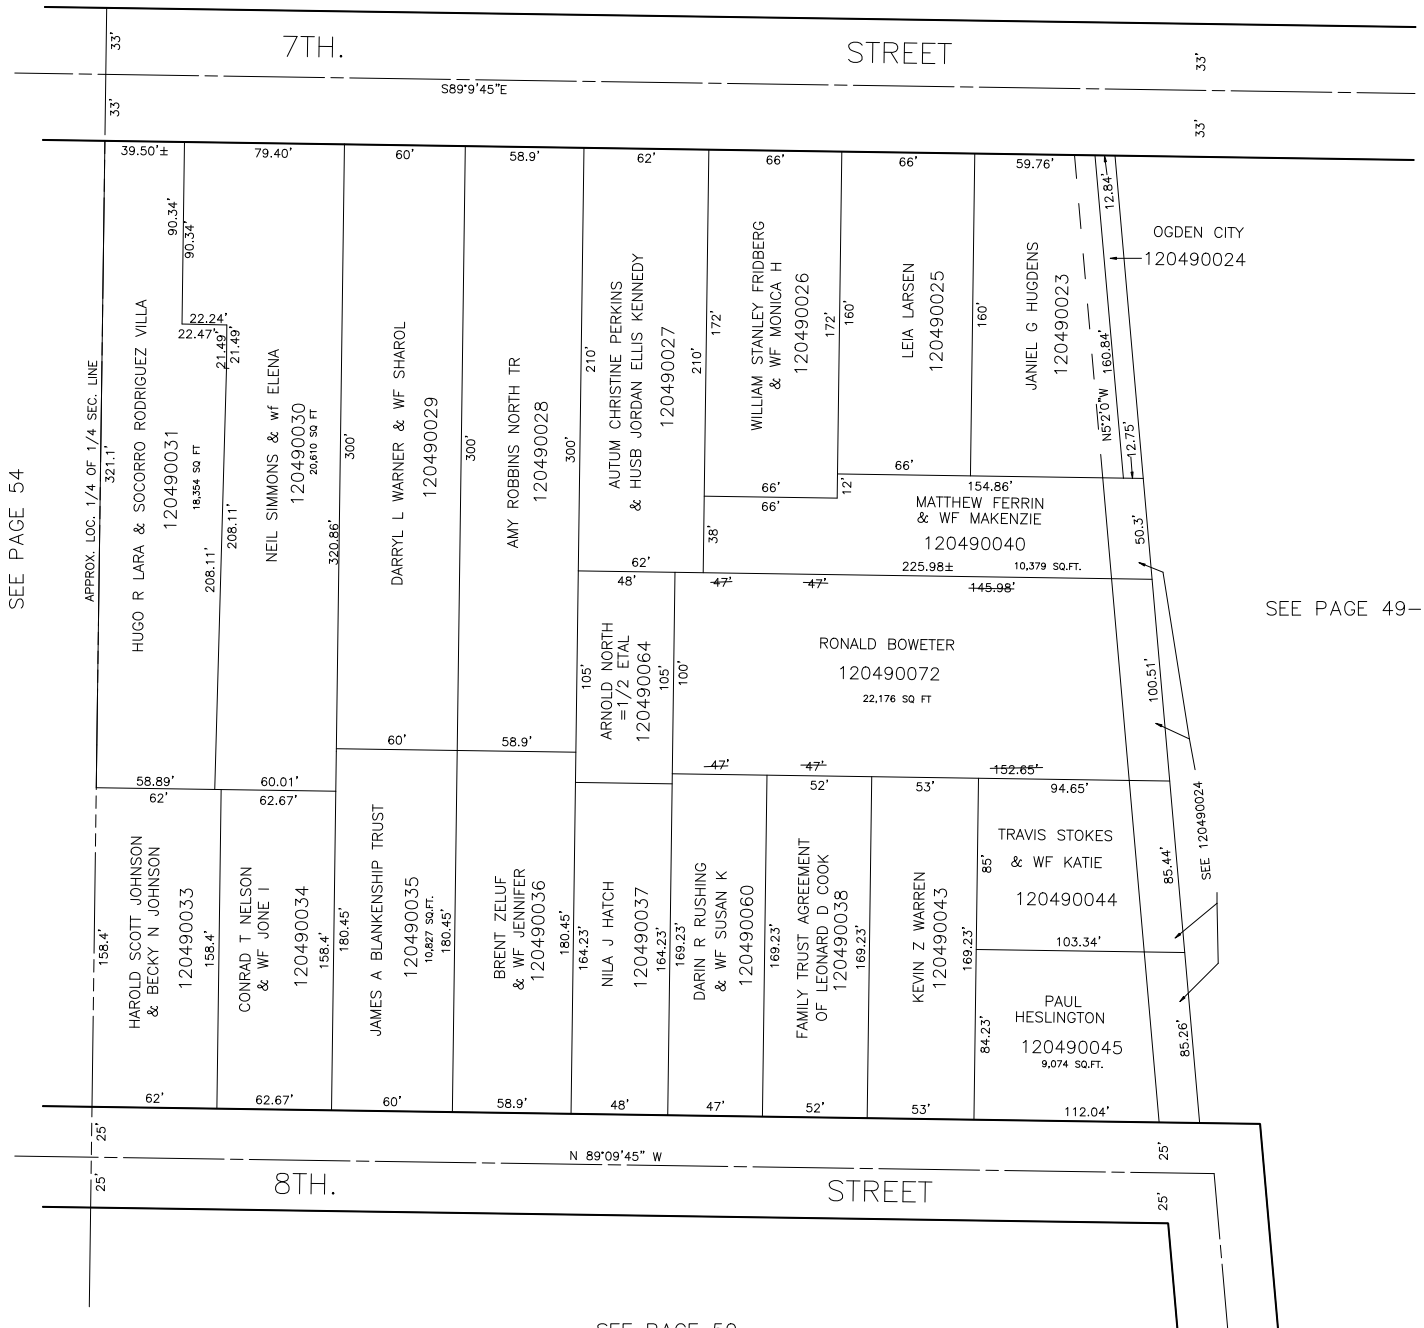 33'
7TH.
STREET
33'
S89°9'45"E
33'
33'
39.50'±
79.40'
60'
58.9'
62'
66'
66'
59.76'
12.84'
OGDEN CITY
120490024
90.34'
90.34'
22.24'
22.47'
21.49'
21.49'
APPROX. LOC. 1/4 OF 1/4 SEC. LINE
321.1'
HUGO R LARA & SOCORRO RODRIGUEZ VILLA
120490031
18,354 SQ FT
208.11'
208.11'
NEIL SIMMONS & wf ELENA
120490030
20,610 SQ FT
320.86'
300'
DARRYL L WARNER & WF SHAROL
120490029
300'
AMY ROBBINS NORTH TR
120490028
300'
210'
AUTUM CHRISTINE PERKINS
& HUSB JORDAN ELLIS KENNEDY
120490027
210'
172'
WILLIAM STANLEY FRIDBERG
& WF MONICA H
120490026
172'
160'
LEIA LARSEN
120490025
160'
JANIEL G HUGDENS
120490023
N5°2'0"W
160.84'
12.75'
SEE PAGE 54
66'
12'
154.86'
66'
66'
38'
MATTHEW FERRIN
& WF MAKENZIE
120490040
225.98±
10,379 SQ.FT.
50.3'
62'
48'
47'
47'
145.98'
SEE PAGE 49-
105'
ARNOLD NORTH
=1/2 ETAL
120490064
105'
100'
RONALD BOWETER
120490072
22,176 SQ FT
100.51'
60'
58.9'
47'
47'
152.65'
SEE 120490024
58.89'
60.01'
62'
62.67'
52'
53'
94.65'
158.4'
HAROLD SCOTT JOHNSON
& BECKY N JOHNSON
120490033
158.4'
CONRAD T NELSON
& WF JONE I
120490034
158.4'
180.45'
JAMES A BLANKENSHIP TRUST
120490035
10,827 SQ.FT.
180.45'
BRENT ZELUF
& WF JENNIFER
120490036
180.45'
164.23'
NILA J HATCH
120490037
164.23'
169.23'
DARIN R RUSHING
& WF SUSAN K
120490060
169.23'
FAMILY TRUST AGREEMENT
OF LEONARD D COOK
120490038
169.23'
KEVIN Z WARREN
120490043
169.23'
85'
TRAVIS STOKES
& WF KATIE
120490044
85.44'
103.34'
84.23'
PAUL
HESLINGTON
120490045
9,074 SQ.FT.
85.26'
62'
62.67'
60'
58.9'
48'
47'
52'
53'
112.04'
25'
25'
N 89°09'45" W
25'
8TH.
STREET
25'
SEE PAGE 50